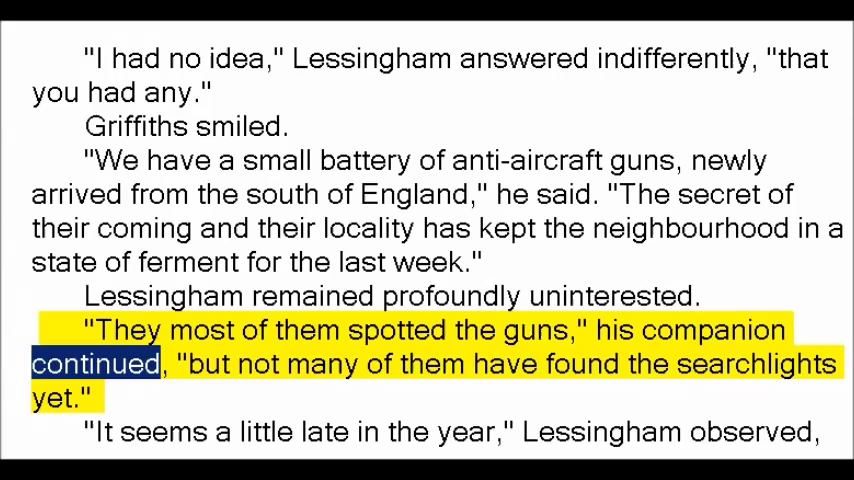 "I had no idea," Lessingham answered indifferently, "that
you had any."
Griffiths smiled.
"We have a small battery of anti-aircraft guns, newly
arrived from the south of England," he said. "The secret of
their coming and their locality has kept the neighbourhood in a
state of ferment for the last week."
Lessingham remained profoundly uninterested.
"They most of them spotted the guns," his companion
continued, "but not many of them have found the searchlights
yet."
"It seems a little late in the year," Lessingham observed,